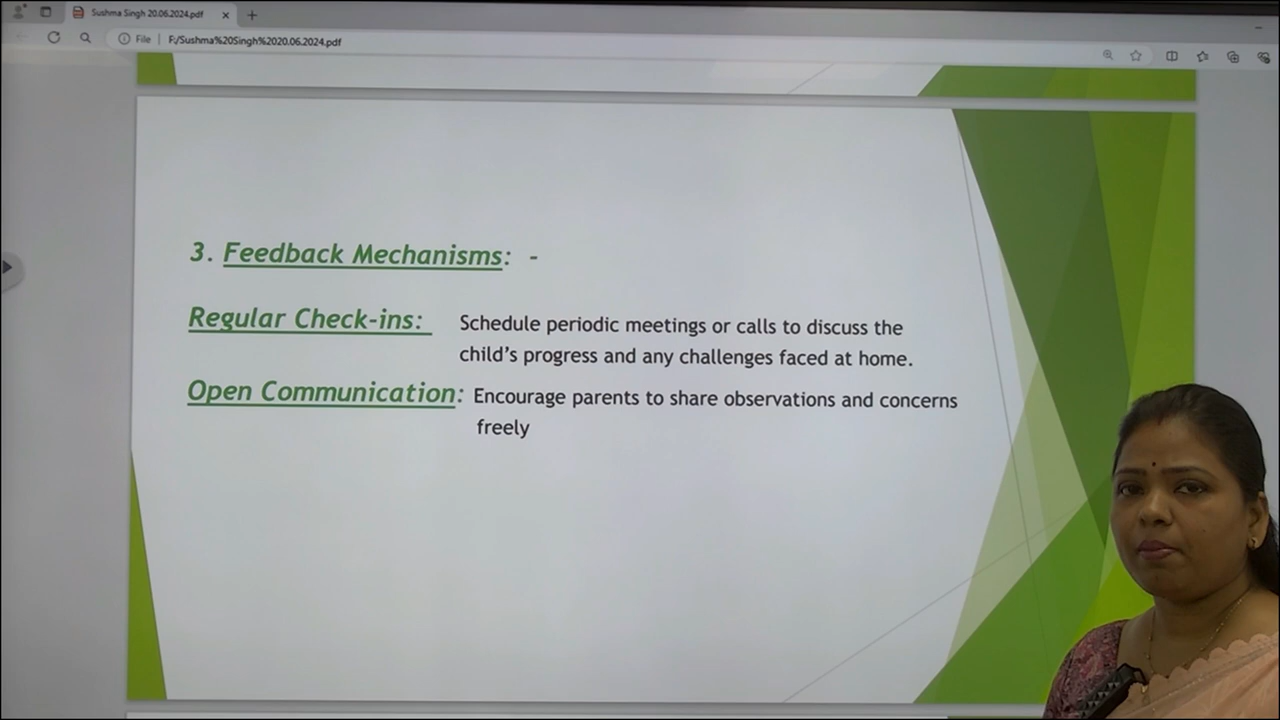 Sushma Singh 20.06.2024.pdf
File
F:/Sushma%20Singh%2020.06.2024.pdf
3. Feedback Mechanisms: -
Regular Check-ins: Schedule periodic meetings or calls to discuss the
child's progress and any challenges faced at home.
Open Communication: Encourage parents to share observations and concerns
freely